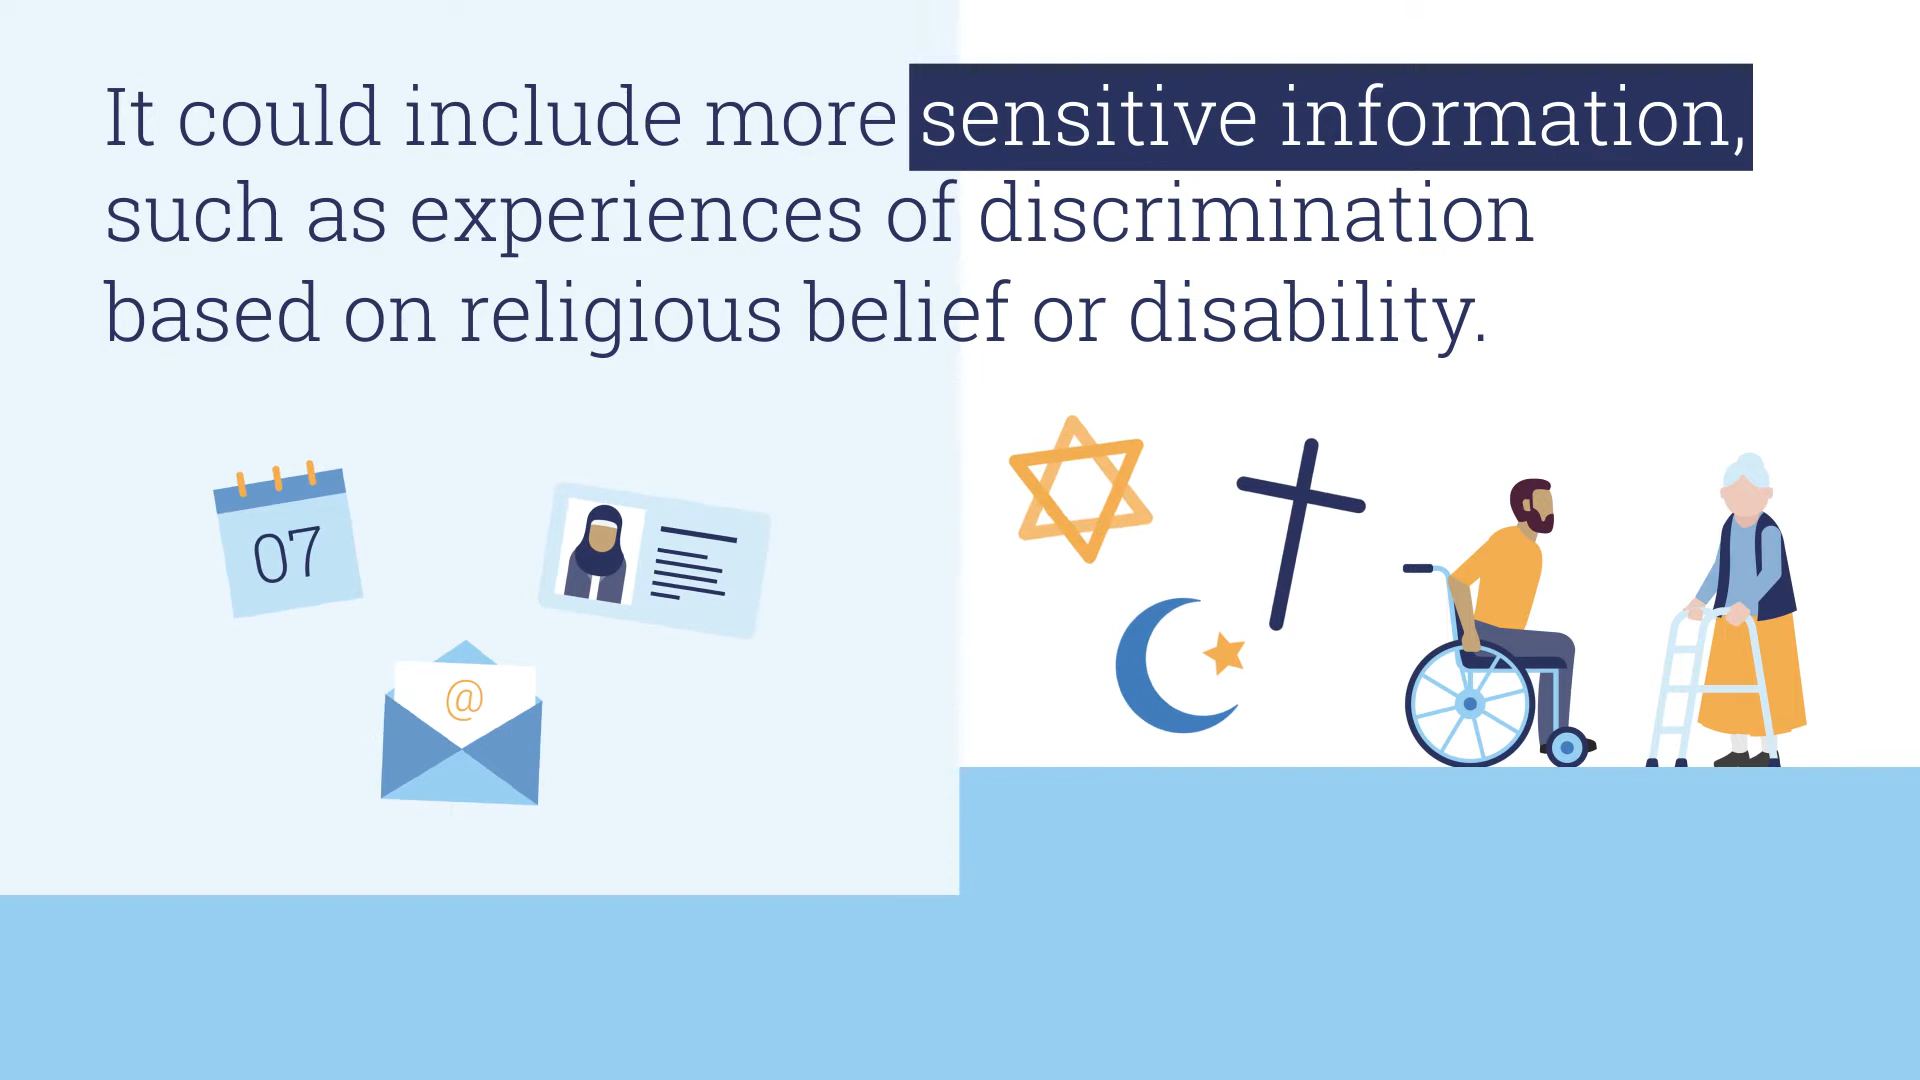 It could include more sensitive information,
such as experiences of discrimination
based on religious belief or disability.
07
@